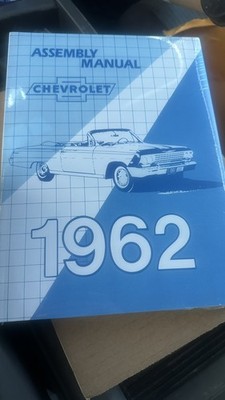 ASSEMBLY
MANUAL
CHEVROLET
1962